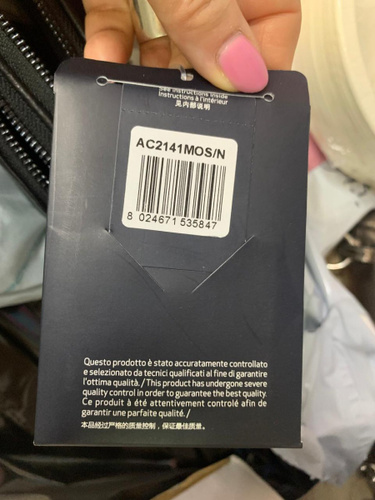 See instructions inside
Instructions à l'intérieur
见内部说明
AC2141MOS/N
8 024671 535847
Questo prodotto è stato accuratamente controllato
e selezionato da tecnici qualificati al fine di garantire
l'ottima qualità. / This product has undergone severe
quality control in order to guarantee the best quality.
Ce produit à été attentivement controlé afin de
garantir une parfaite qualité. /
本品经过严格的质量控制，保证最佳质量。